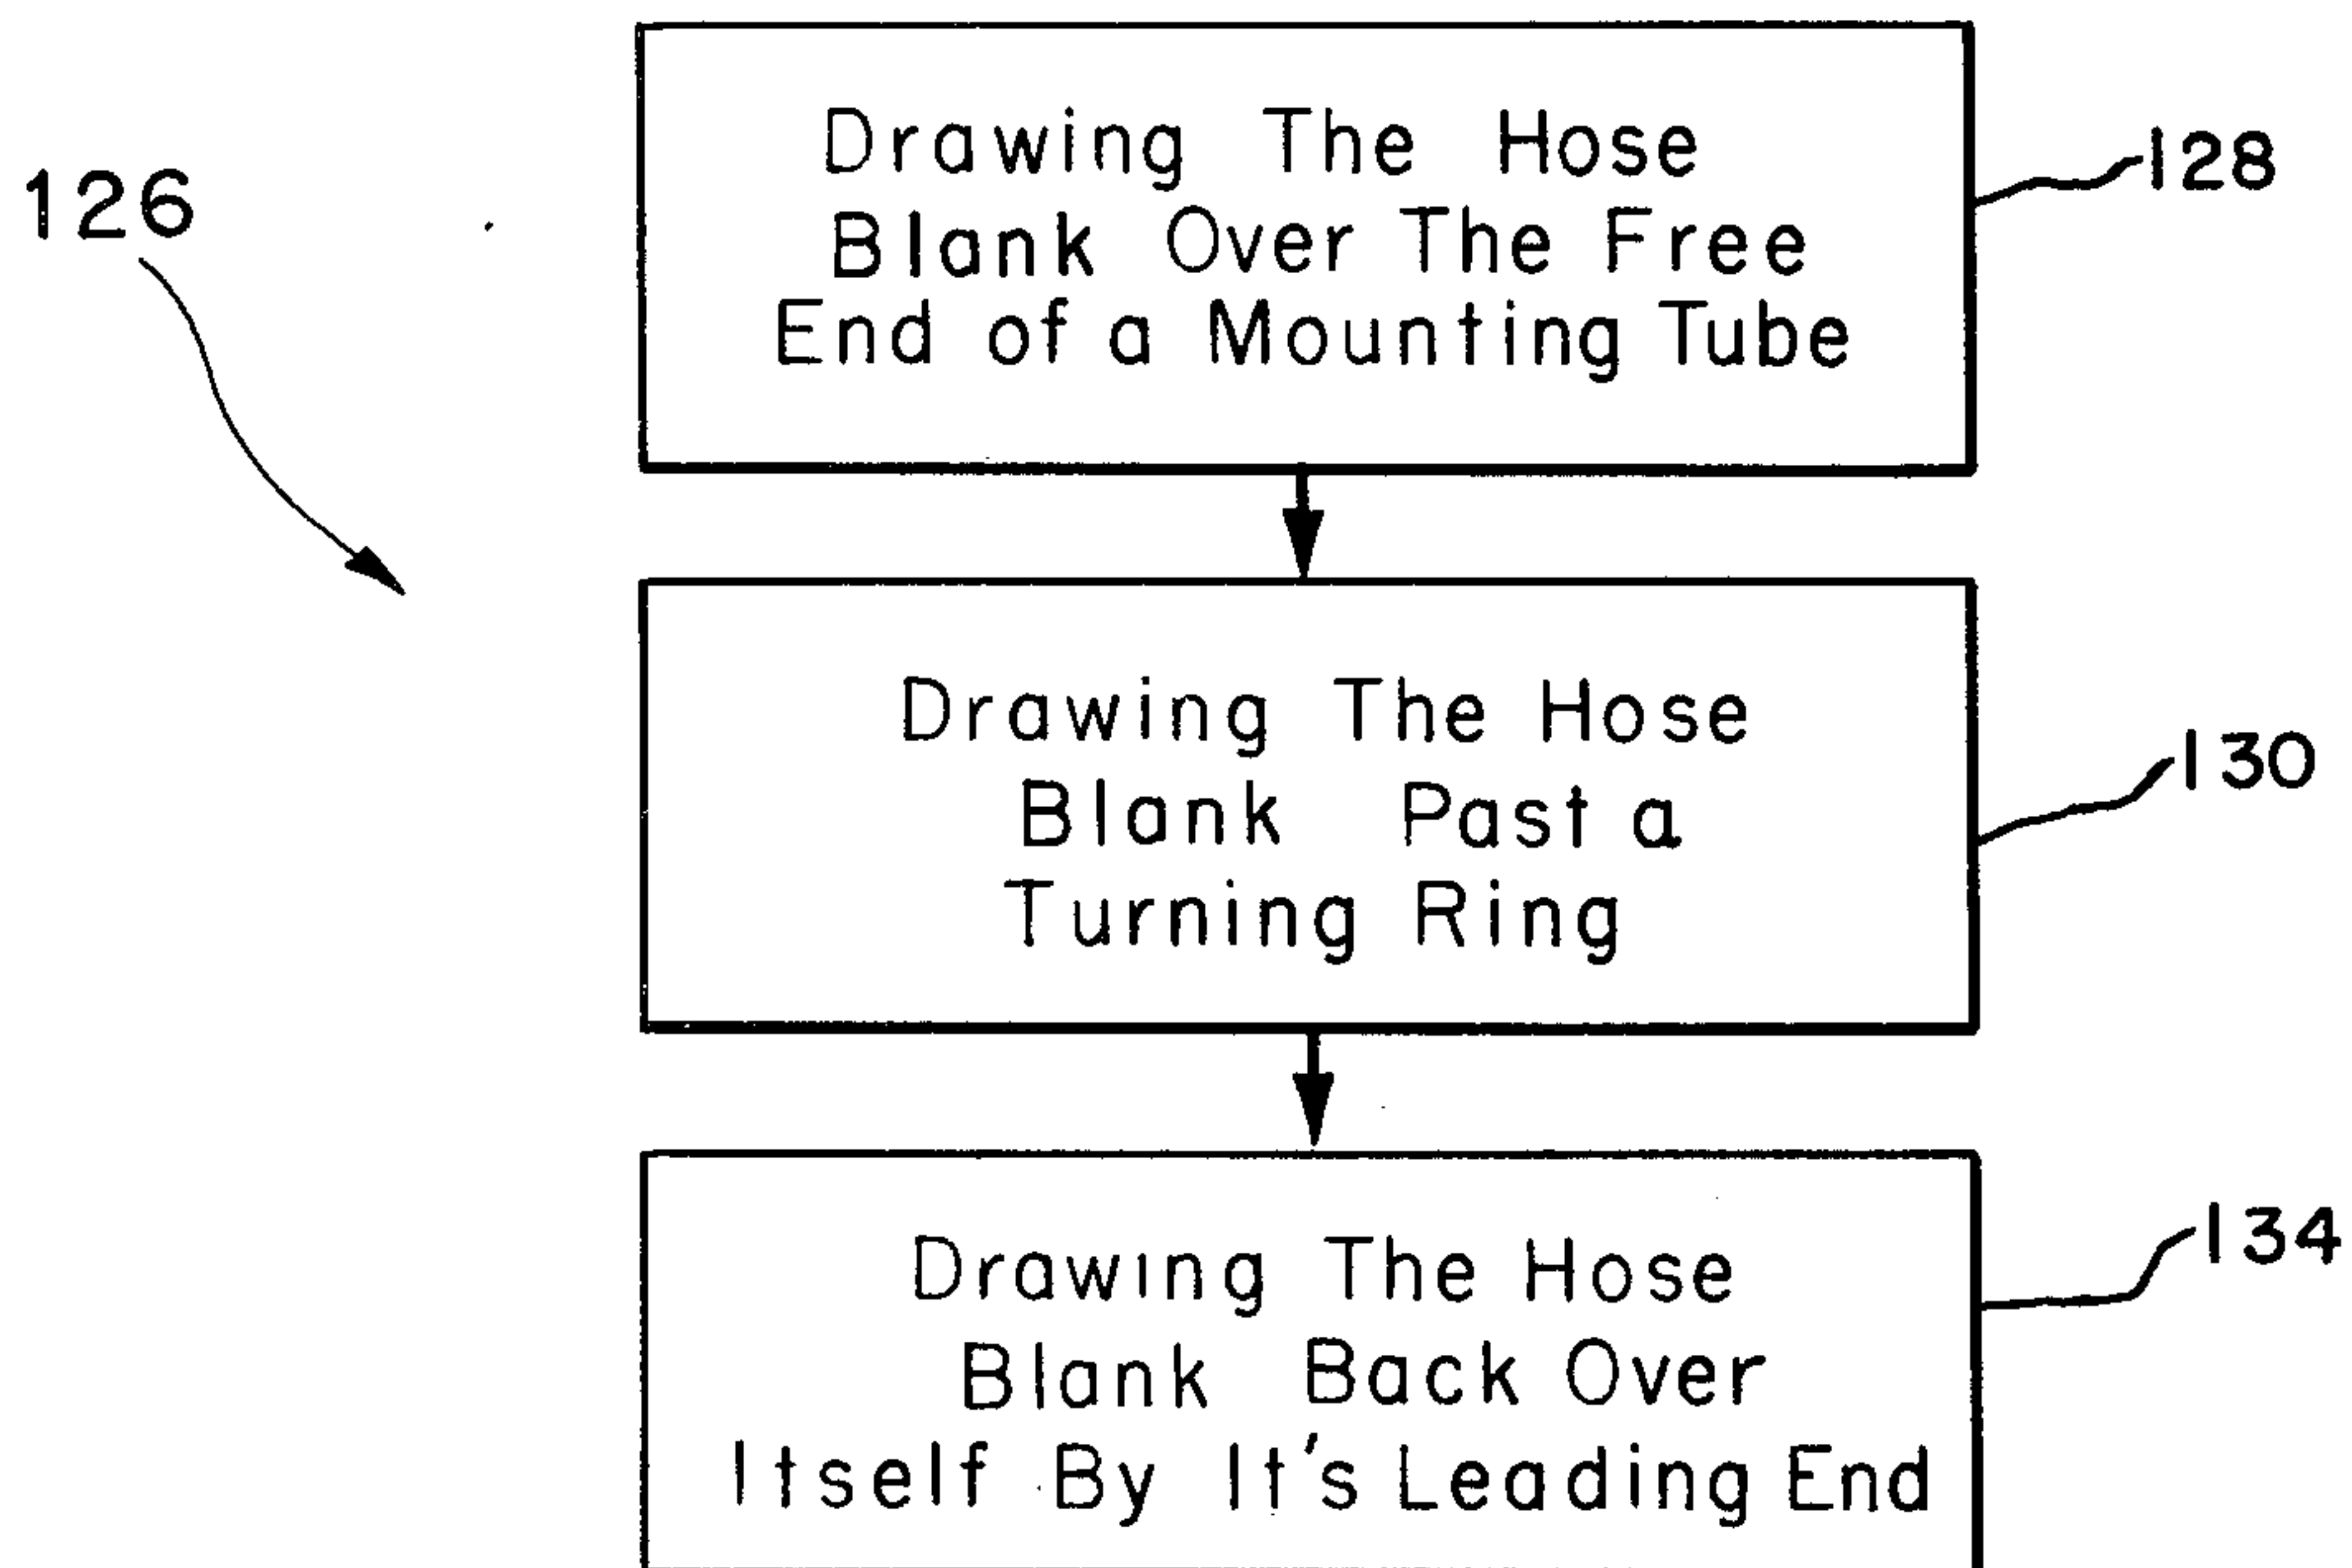 126
Drawing The Hose
Blank Over The Free
End of a Mounting Tube
128
Drawing The Hose
Blank Past a
Turning Ring
130
Drawing The Hose
Blank Back Over
Itself By It's Leading End
134